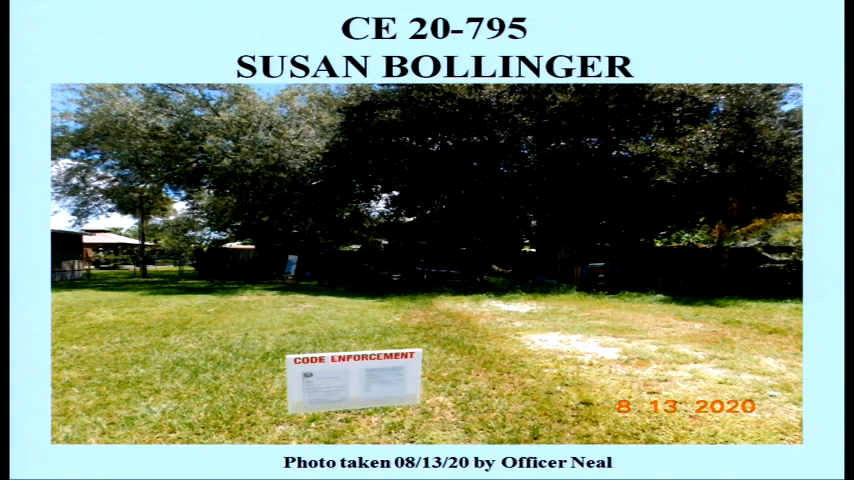 CE 20-795
SUSAN BOLLINGER
CODE ENFORCEMENT
8 13 2020
Photo taken 08/13/20 by Officer Neal